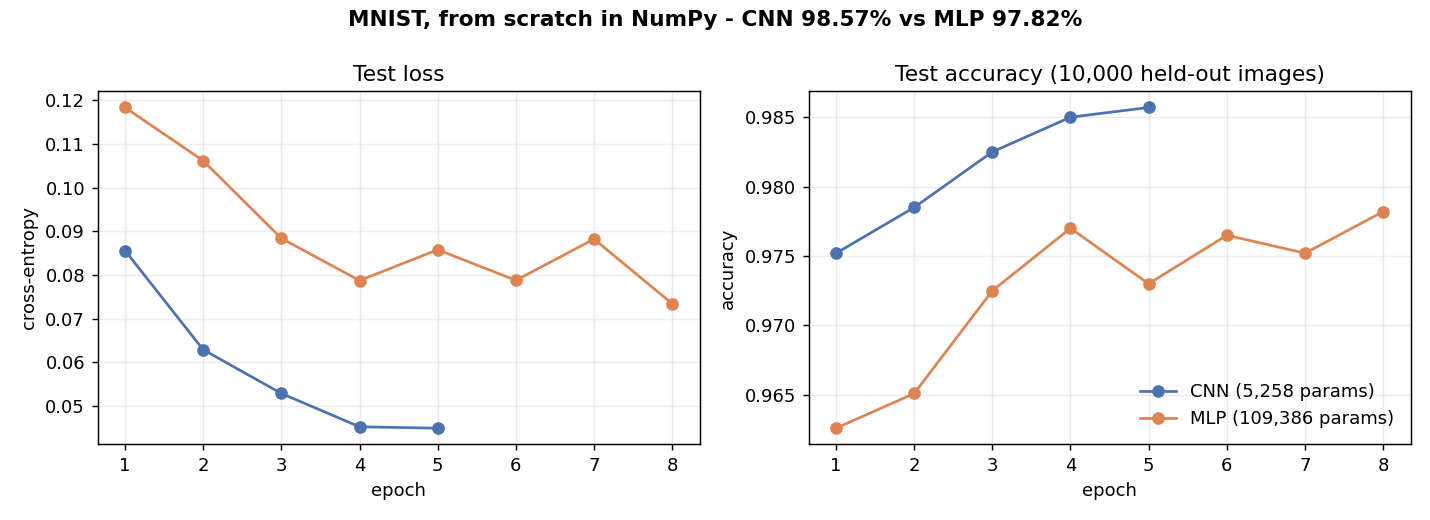 MNIST, from scratch in NumPy - CNN 98.57% vs MLP 97.82%
Test loss
0.12
0.11
0.10
0.09
0.08
0.07
0.06
0.05
cross-entropy
1 2 3 4 5 6 7 8
epoch
Test accuracy (10,000 held-out images)
0.985
0.980
0.975
0.970
0.965
accuracy
CNN (5,258 params)
MLP (109,386 params)
1 2 3 4 5 6 7 8
epoch